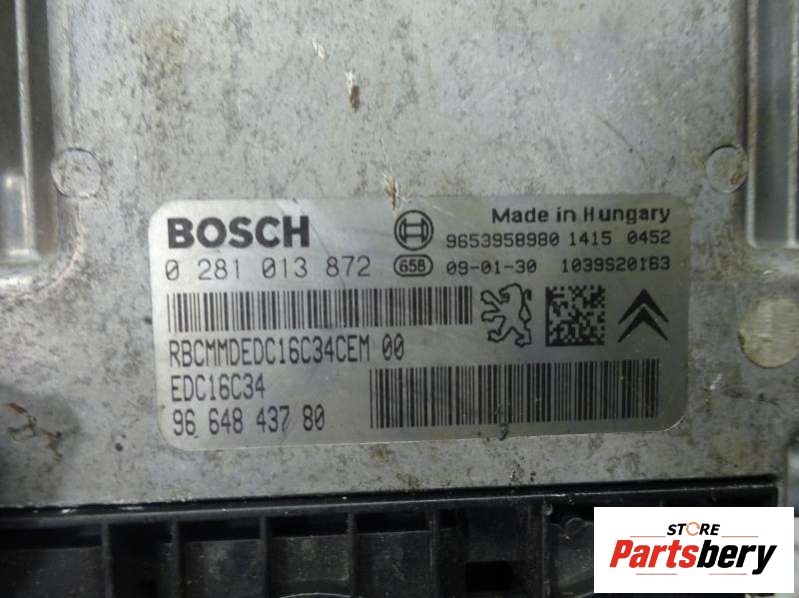 BOSCH
Made in Hungary
9653958980 1415 0452
0 281 013 872
658 09-01-30 1039S20163
RBCMMDEDC16C34CEM 00
EDC16C34
96 648 437 80
STORE
Partsbery